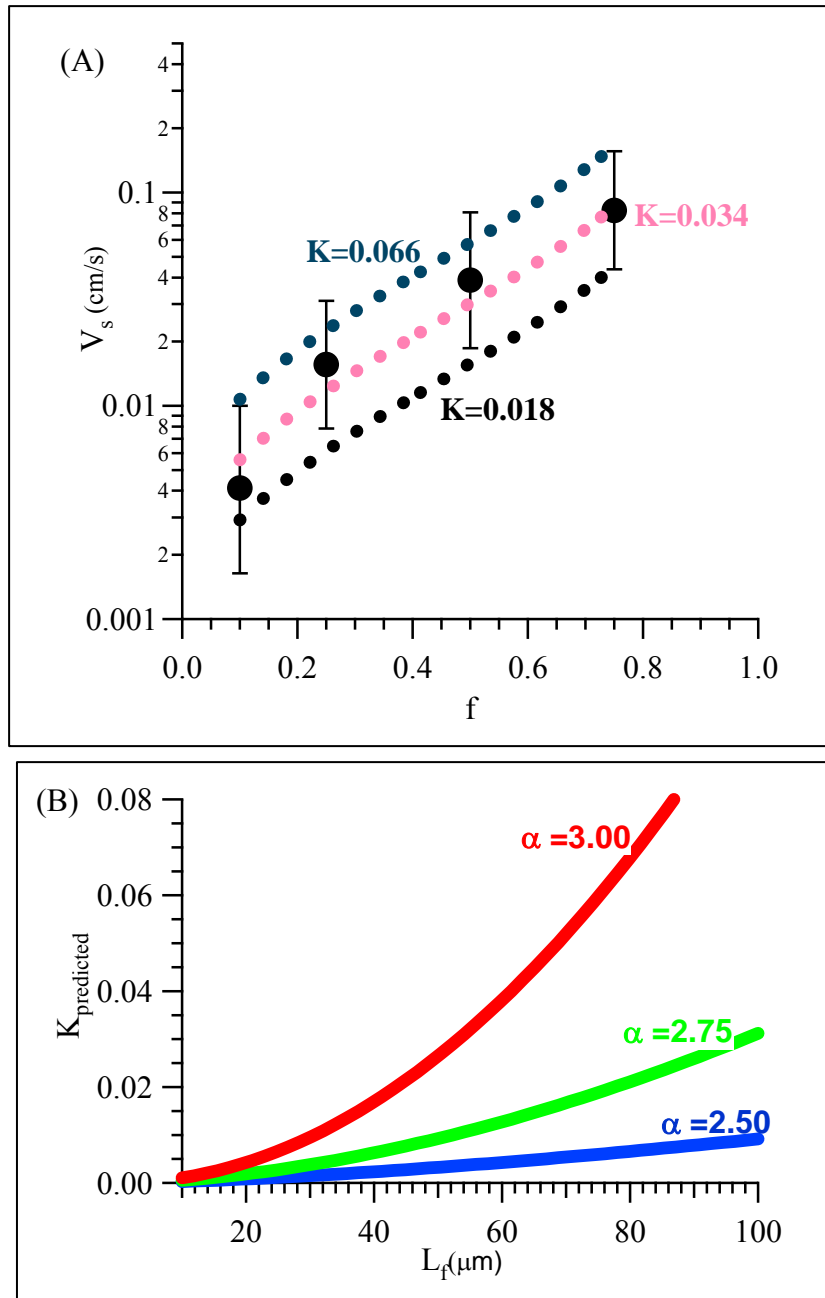 (A)
4
2
0.1
8
6
4
2
0.01
8
6
4
2
0.001
V_s (cm/s)
K=0.066
K=0.034
K=0.018
0.0 0.2 0.4 0.6 0.8 1.0
f
(B)
0.08
0.06
0.04
0.02
0.00
K_predicted
α =3.00
α =2.75
α =2.50
20 40 60 80 100
L_f(μm)